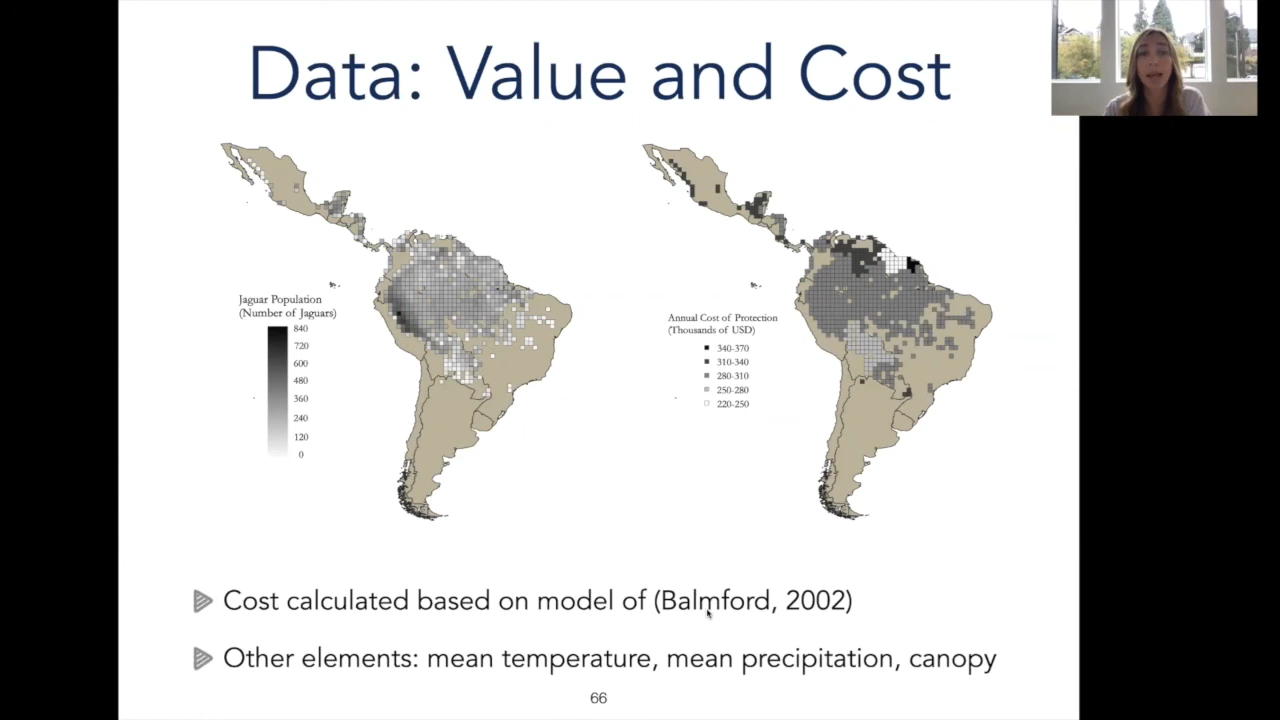 Data: Value and Cost
Jaguar Population
(Number of Jaguars)
840
720
600
480
360
240
120
0
Annual Cost of Protection
(Thousands of USD)
340-370
310-340
280-310
250-280
220-250
Cost calculated based on model of (Balmford, 2002)
Other elements: mean temperature, mean precipitation, canopy
66